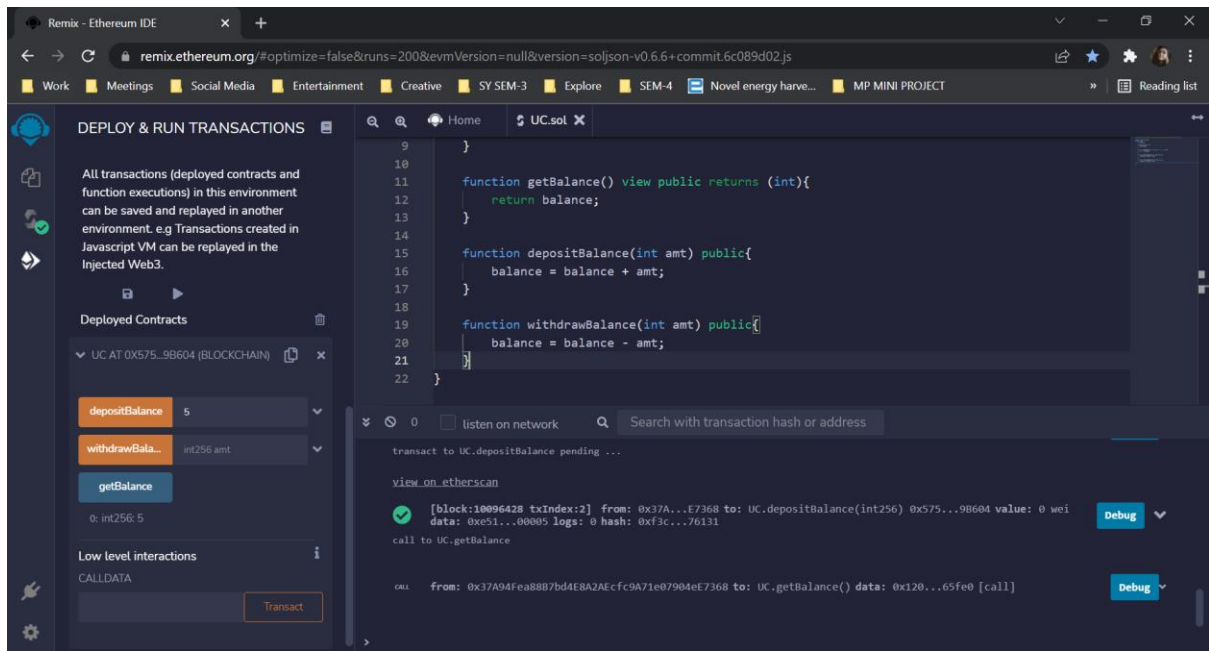 Remix - Ethereum IDE
remix.ethereum.org/#optimize=false&runs=200&evmVersion=null&version=soljson-v0.6.6+commit.6c089d02.js
Work Meetings Social Media Entertainment Creative SY SEM-3 Explore SEM-4 Novel energy harve... MP MINI PROJECT » Reading list
DEPLOY & RUN TRANSACTIONS
All transactions (deployed contracts and
function executions) in this environment
can be saved and replayed in another
environment. e.g Transactions created in
Javascript VM can be replayed in the
Injected Web3.
Deployed Contracts
UC AT 0X575...9B604 (BLOCKCHAIN)
depositBalance 5
withdrawBala... int256 amt
getBalance
0: int256: 5
Low level interactions i
CALLDATA
Transact
Home UC.sol
9 }
10
11 function getBalance() view public returns (int){
12 return balance;
13 }
14
15 function depositBalance(int amt) public{
16 balance = balance + amt;
17 }
18
19 function withdrawBalance(int amt) public{
20 balance = balance - amt;
21 }
22 }
0 listen on network Search with transaction hash or address
transact to UC.depositBalance pending ...
view on etherscan
[block:10096428 txIndex:2] from: 0x37A...E7368 to: UC.depositBalance(int256) 0x575...9B604 value: 0 wei
data: 0xe51...00005 logs: 0 hash: 0xf3c...76131
Debug
call to UC.getBalance
CALL from: 0x37A94Fea88B7bd4E8A2AEcfc9A71e07904eE7368 to: UC.getBalance() data: 0x120...65fe0 [call]
Debug
>